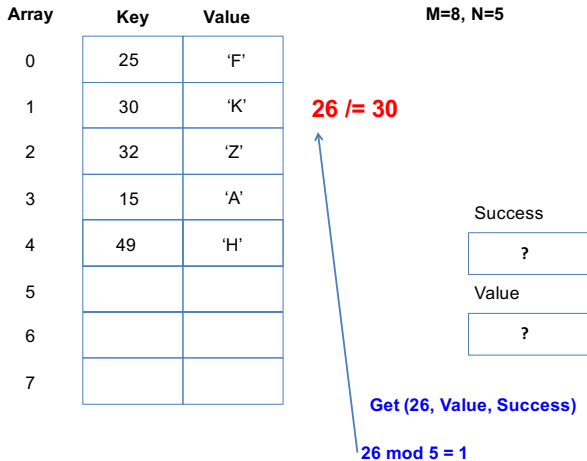 Array Key Value M=8, N=5
0 25 ‘F’
1 30 ‘K’ 26 /= 30
2 32 ‘Z’
3 15 ‘A’
Success
4 49 ‘H’ ?
5 Value
6 ?
7
Get (26, Value, Success)
26 mod 5 = 1